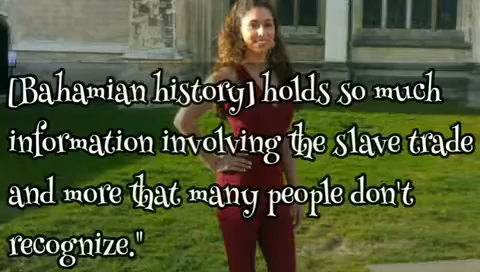 [Bahamian history] holds so much
information involving the slave trade
and more that many people don't
recognize."